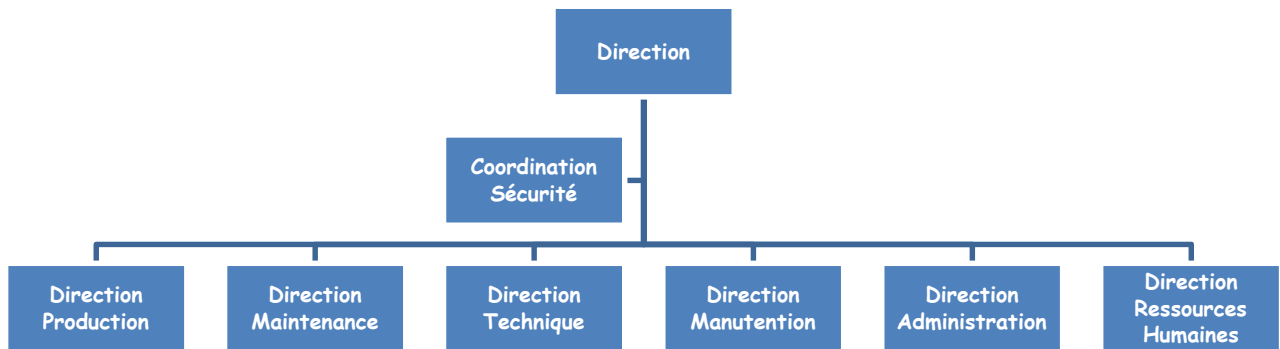 Direction
Coordination
Sécurité
Direction
Production
Direction
Maintenance
Direction
Technique
Direction
Manutention
Direction
Administration
Direction
Ressources
Humaines